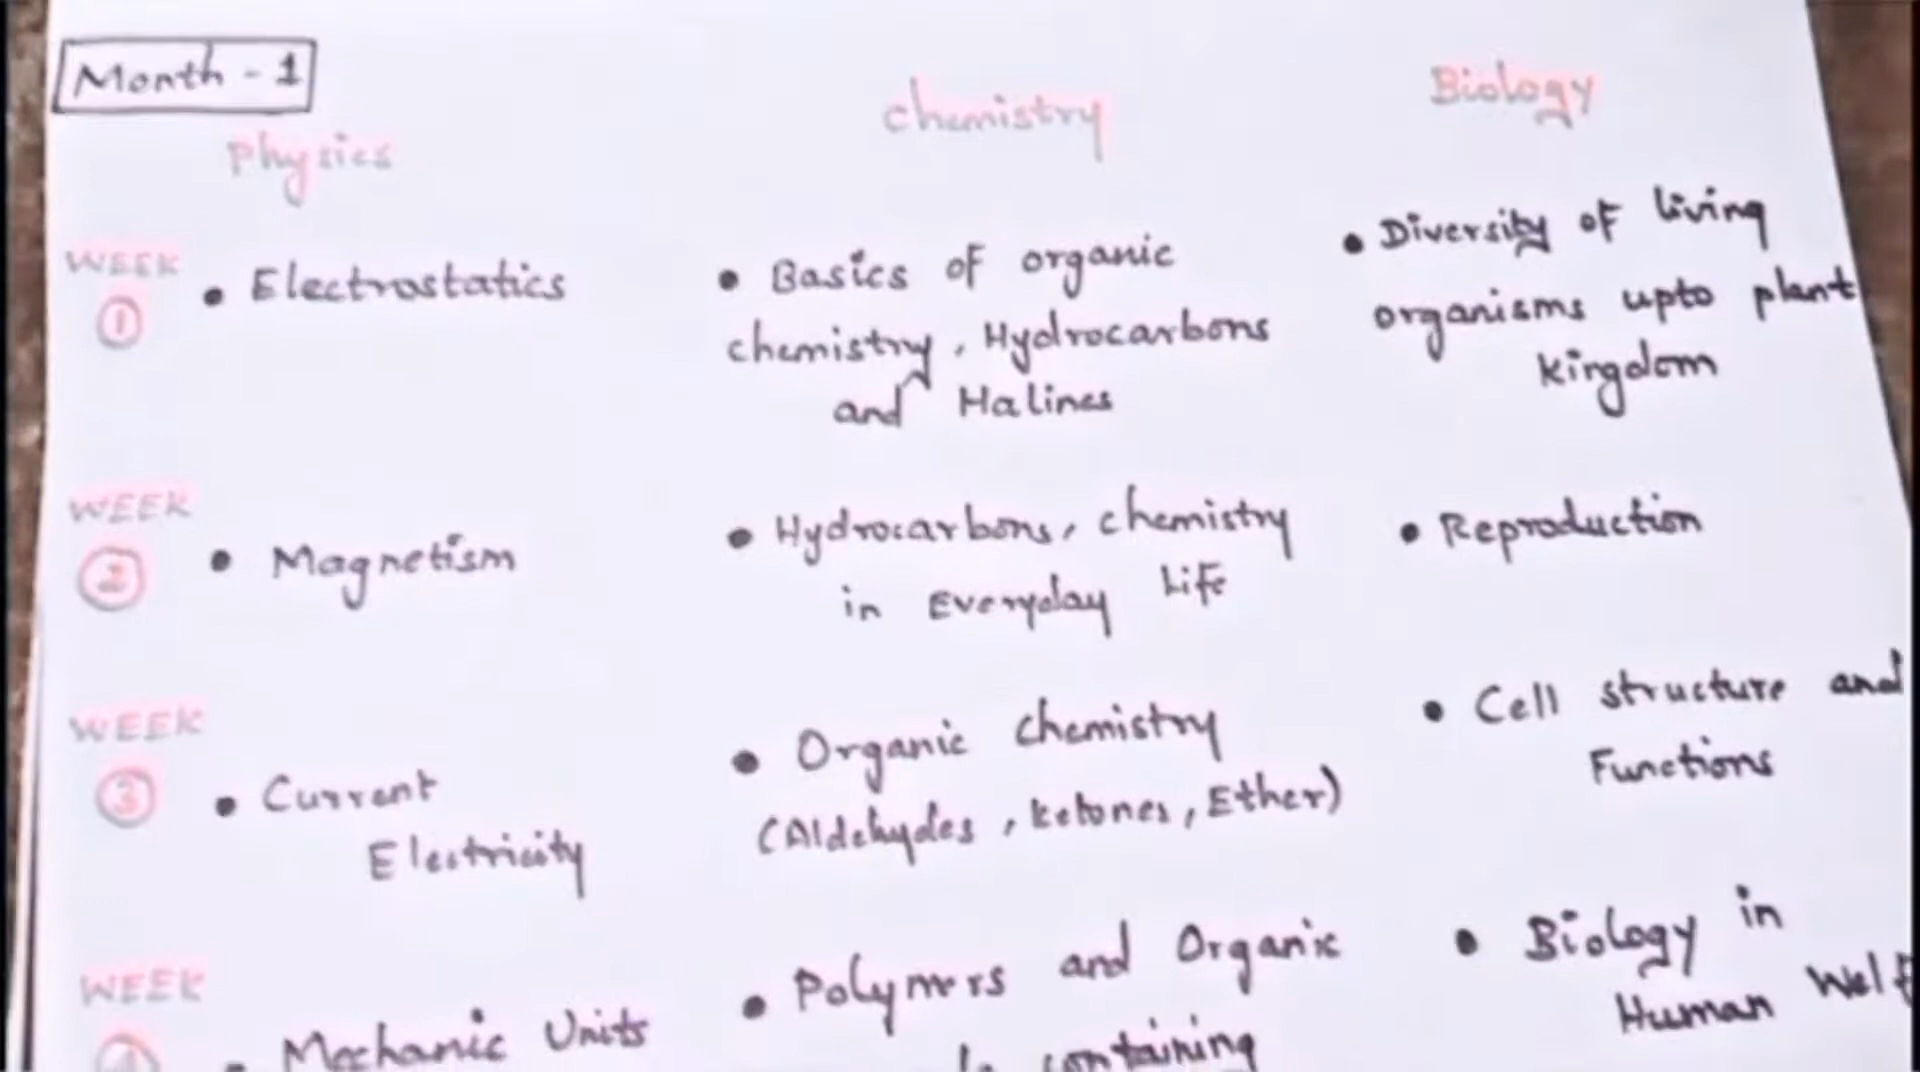 Month - 1
Physics
chemistry
Biology
WEEK
1
• Electrostatics
• Basics of organic
chemistry, Hydrocarbons
and Halines
• Diversity of living
organisms upto plant
kingdom
WEEK
2
• Magnetism
• Hydrocarbons, chemistry
in Everyday Life
• Reproduction
WEEK
3
• Current
Electricity
• Organic chemistry
(Aldehydes, ketones, Ether)
• Cell structure and
Functions
WEEK
4
• Mechanic Units
• Polymers and Organic
containing
• Biology in
Human